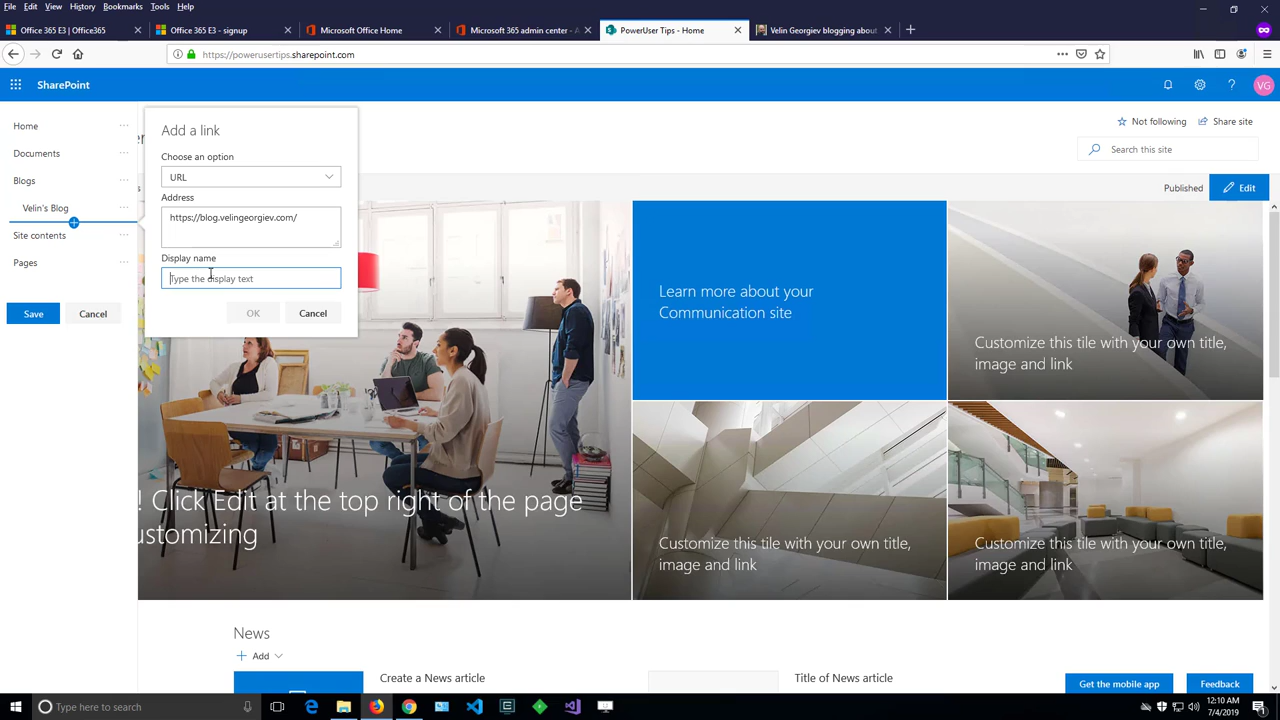 File Edit View History Bookmarks Tools Help
Office 365 E3 | Office365
Office 365 E3 - signup
Microsoft Office Home
Microsoft 365 admin center - A
PowerUser Tips - Home
Velin Georgiev blogging about
https://powerusertips.sharepoint.com
SharePoint
VG
Home
Documents
Blogs
Velin's Blog
Site contents
Pages
Save
Cancel
Add a link
Choose an option
URL
Address
https://blog.velingeorgiev.com/
Display name
Type the display text
OK
Cancel
Not following
Share site
Search this site
Published
Edit
! Click Edit at the top right of the page
ustomizing
Learn more about your
Communication site
Customize this tile with your own title,
image and link
Customize this tile with your own title,
image and link
Customize this tile with your own title,
image and link
News
Add
Create a News article
Title of News article
Get the mobile app
Feedback
Type here to search
12:10 AM
7/4/2019